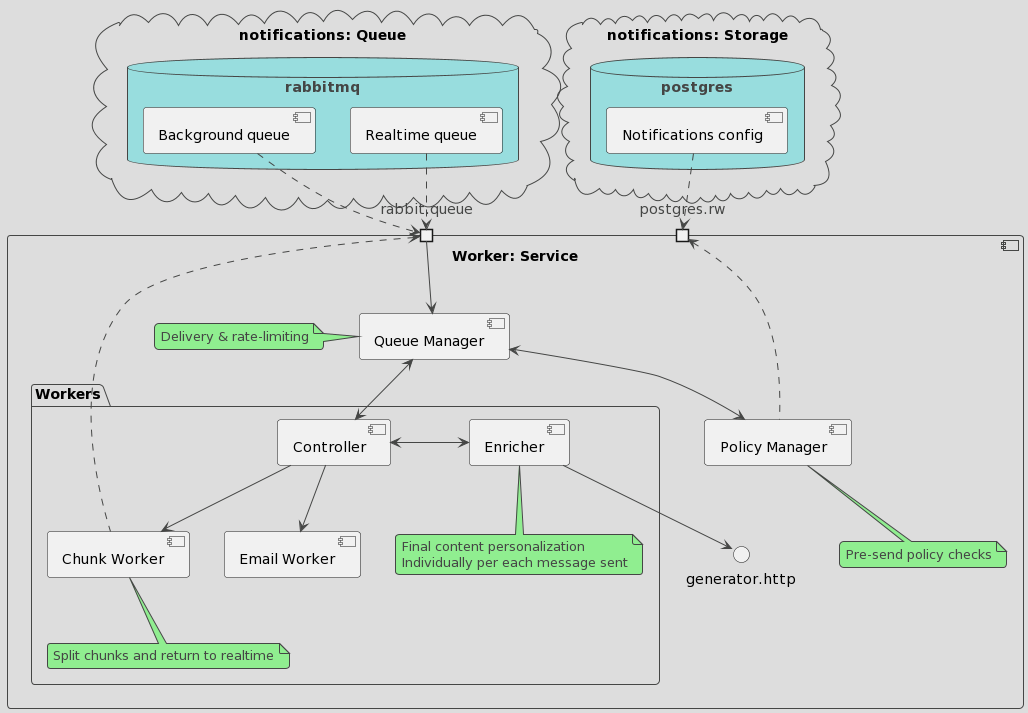 notifications: Queue
notifications: Storage
rabbitmq
postgres
Background queue
Realtime queue
Notifications config
rabbit.queue
postgres.rw
Worker: Service
Delivery & rate-limiting
Queue Manager
Workers
Controller
Enricher
Policy Manager
Chunk Worker
Email Worker
Final content personalization
Individually per each message sent
Pre-send policy checks
generator.http
Split chunks and return to realtime